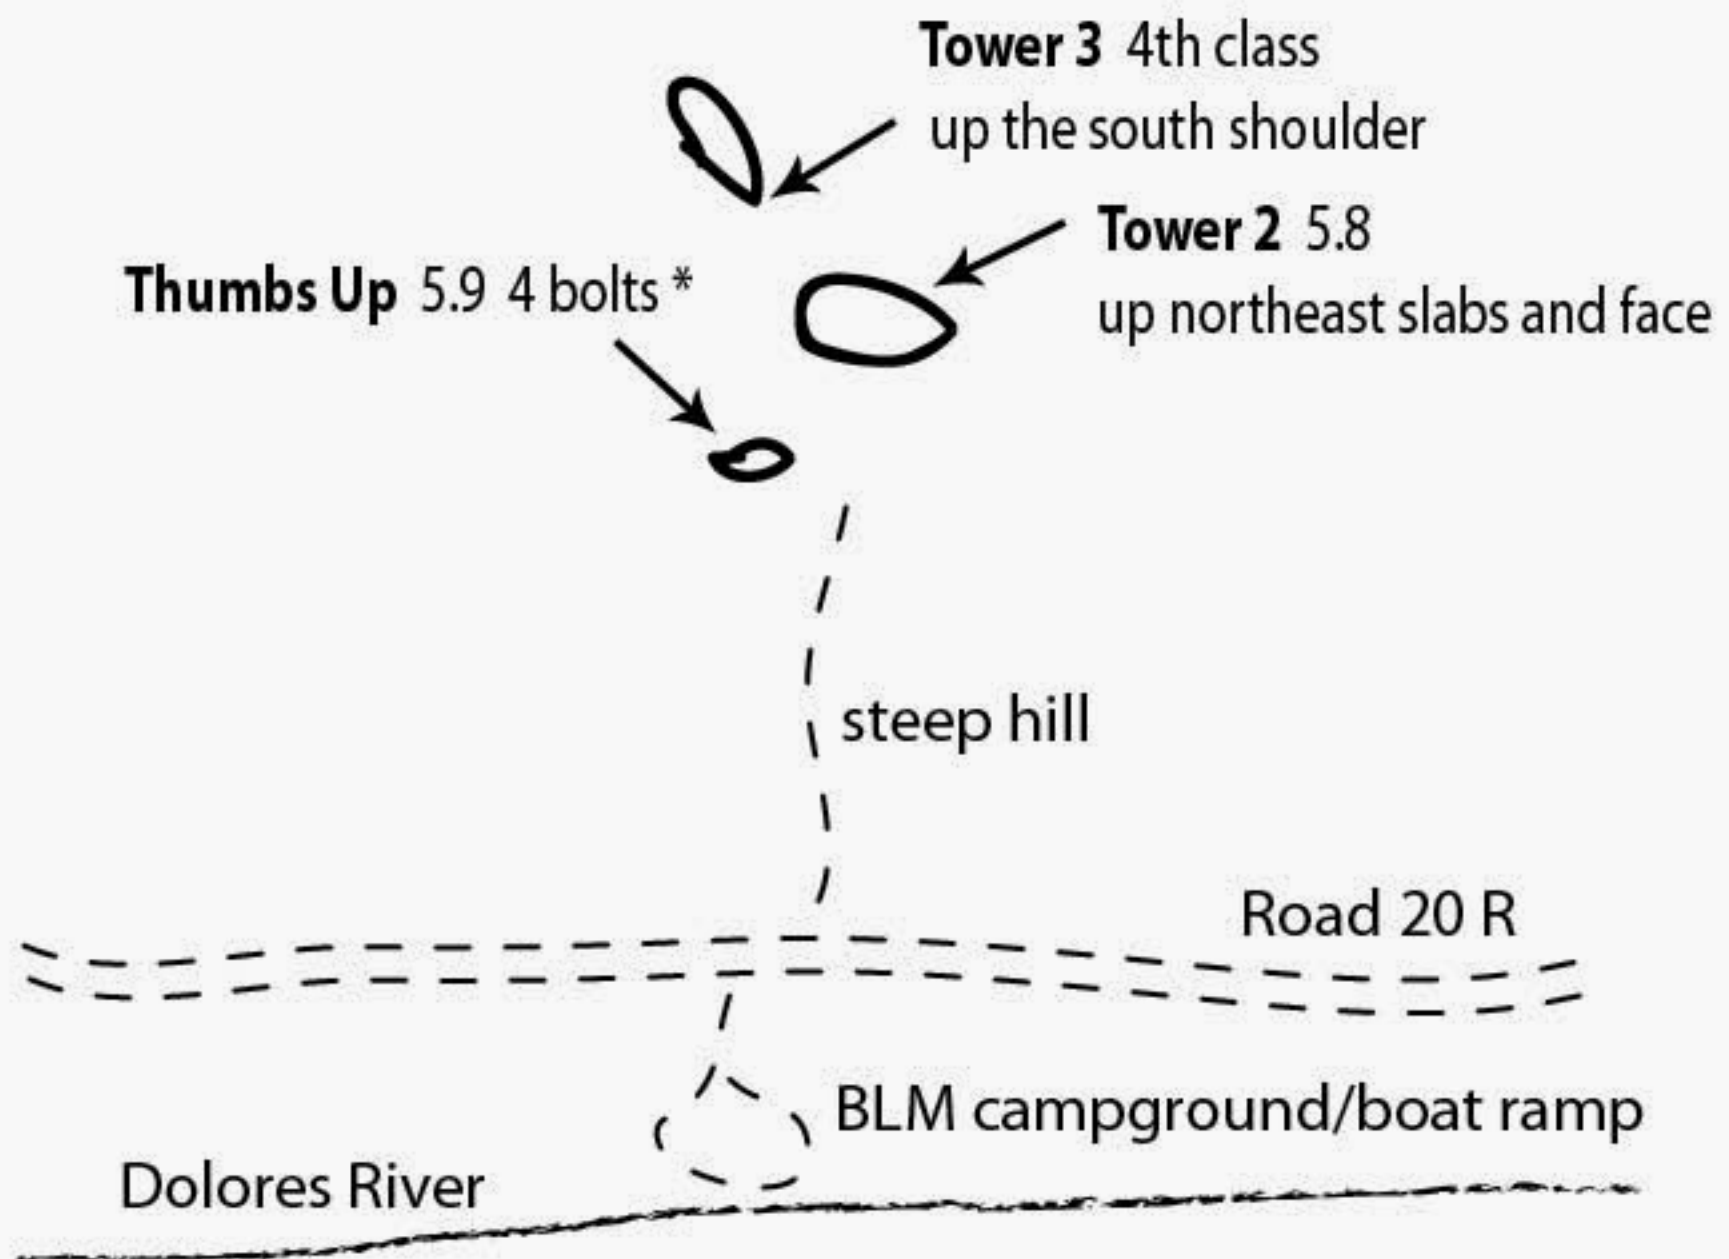 Tower 3 4th class
up the south shoulder
Tower 2 5.8
up northeast slabs and face
Thumbs Up 5.9 4 bolts *
steep hill
Road 20 R
BLM campground/boat ramp
Dolores River